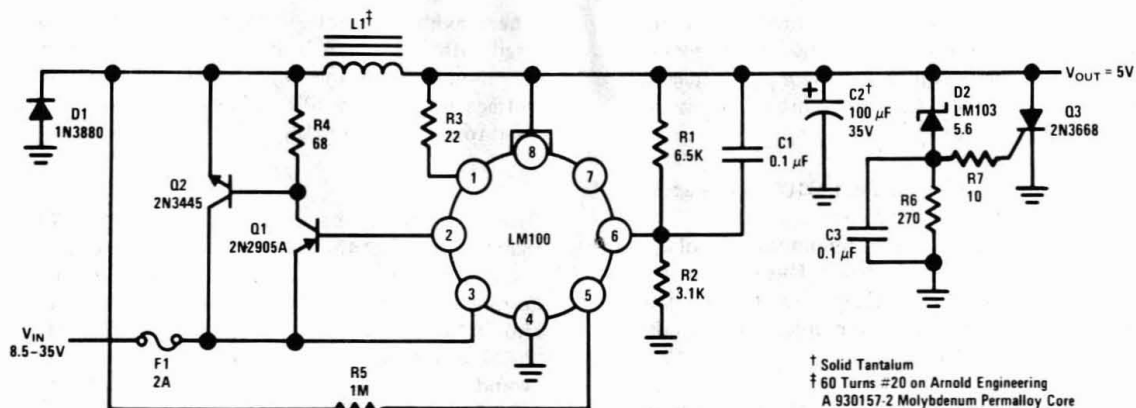 L1‡
D1
1N3880
R4
68
R3
22
Q2
2N3445
Q1
2N2905A
1
2
3
4
5
6
7
8
LM100
R1
6.5K
R2
3.1K
C1
0.1 µF
C2†
100 µF
35V
+
D2
LM103
5.6
Q3
2N3668
R7
10
R6
270
C3
0.1 µF
VOUT = 5V
VIN
8.5–35V
F1
2A
R5
1M
† Solid Tantalum
‡ 60 Turns #20 on Arnold Engineering
A 930157-2 Molybdenum Permalloy Core